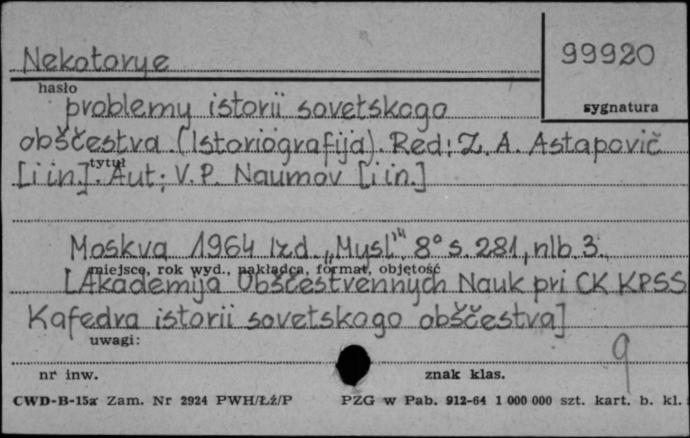 Nekotorye
99920
hasło
sygnatura
problemy istorii sovetskogo
obščestva (Istoriografija). Red: Z. A. Astapovič
tytuł
[i in.]. Aut: V. P. Naumov [i in.]
Moskva 1964 Izd. „Mysl'” 8° s. 281, nlb 3.
miejsce, rok wyd., nakładca, format, objętość
[Akademija Obščestvennych Nauk pri CK KPSS
Kafedra istorii sovetskogo obščestva]
uwagi:
9
nr inw.
znak klas.
CWD-B-15a Zam. Nr 2924 PWH/Łź/P PZG w Pab. 912-64 1 000 000 szt. kart. b. kl.